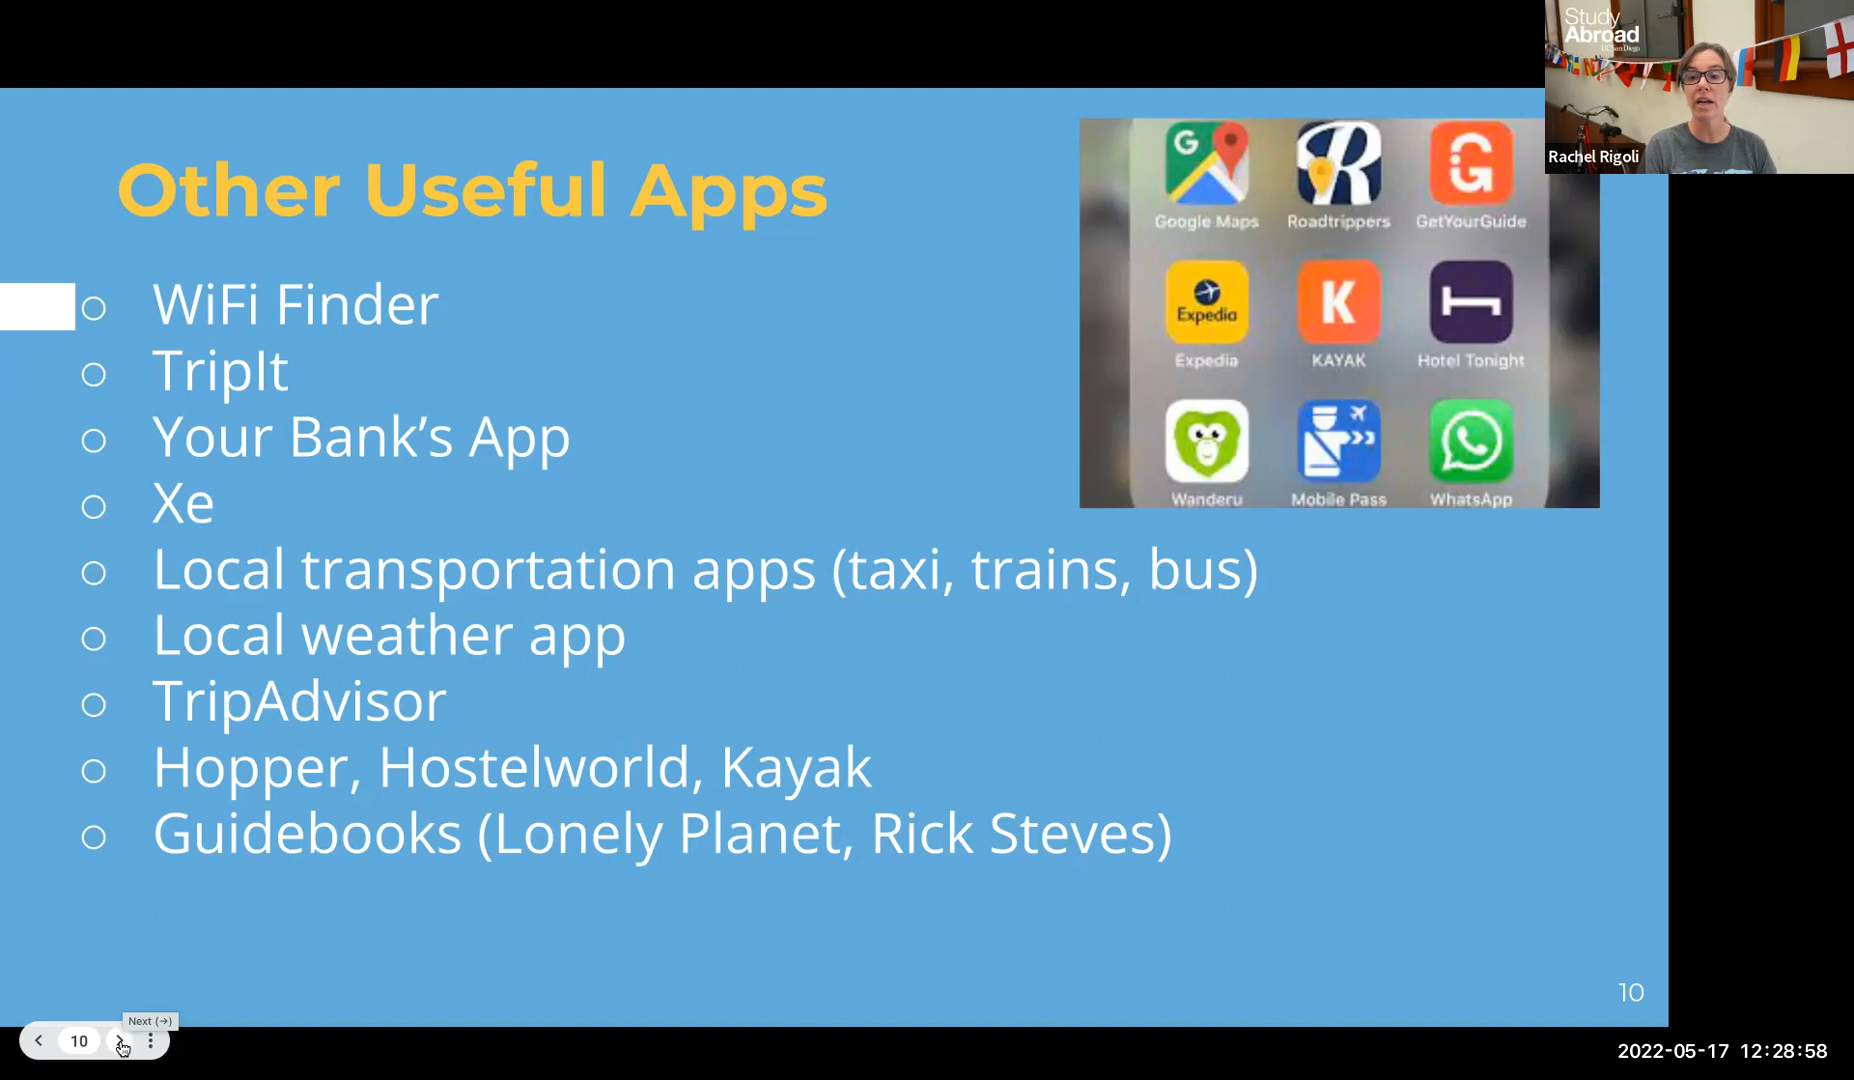 Study
Abroad
UC San Diego
Rachel Rigoli
Other Useful Apps
WiFi Finder
TripIt
Your Bank’s App
Xe
Local transportation apps (taxi, trains, bus)
Local weather app
TripAdvisor
Hopper, Hostelworld, Kayak
Guidebooks (Lonely Planet, Rick Steves)
G
R
G
Google Maps
Roadtrippers
GetYourGuide
Expedia
K
Expedia
KAYAK
Hotel Tonight
Wanderu
Mobile Pass
WhatsApp
10
Next (→)
10
2022-05-17 12:28:58